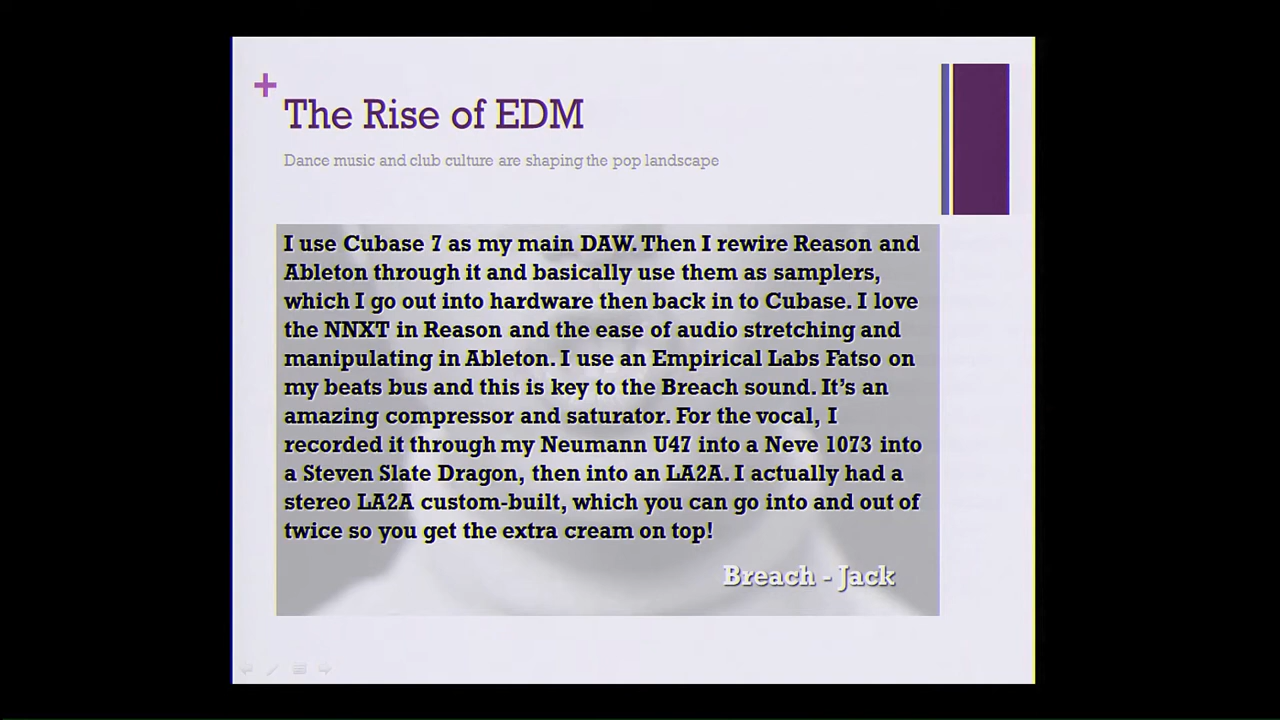 +
The Rise of EDM
Dance music and club culture are shaping the pop landscape
I use Cubase 7 as my main DAW. Then I rewire Reason and
Ableton through it and basically use them as samplers,
which I go out into hardware then back in to Cubase. I love
the NNXT in Reason and the ease of audio stretching and
manipulating in Ableton. I use an Empirical Labs Fatso on
my beats bus and this is key to the Breach sound. It’s an
amazing compressor and saturator. For the vocal, I
recorded it through my Neumann U47 into a Neve 1073 into
a Steven Slate Dragon, then into an LA2A. I actually had a
stereo LA2A custom-built, which you can go into and out of
twice so you get the extra cream on top!
Breach - Jack